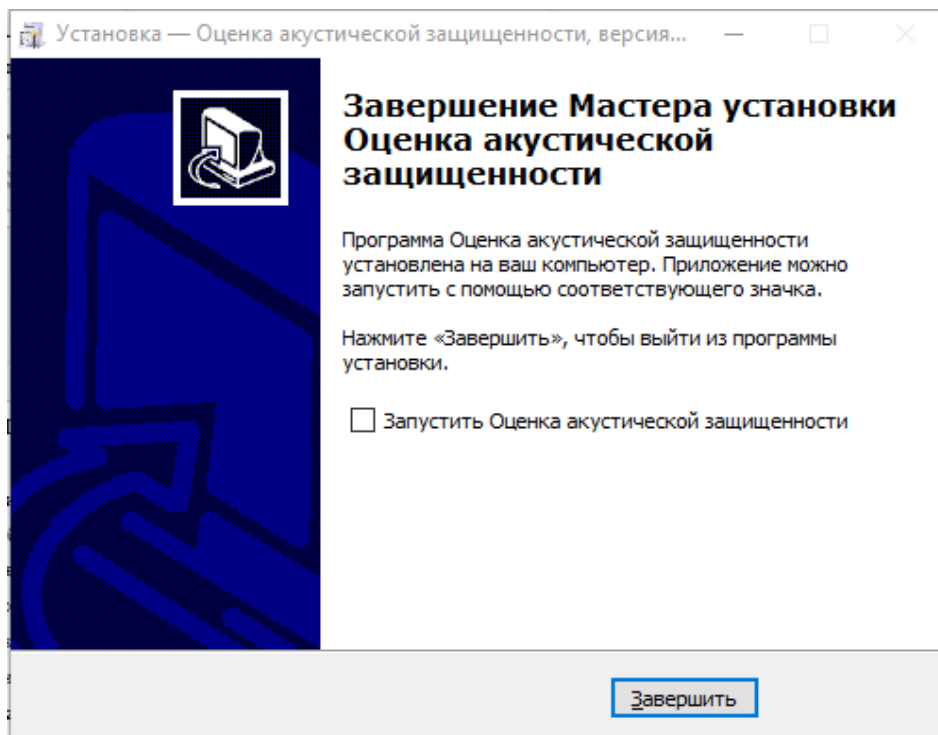 Установка — Оценка акустической защищенности, версия...
Завершение Мастера установки
Оценка акустической
защищенности
Программа Оценка акустической защищенности
установлена на ваш компьютер. Приложение можно
запустить с помощью соответствующего значка.
Нажмите «Завершить», чтобы выйти из программы
установки.
Запустить Оценка акустической защищенности
Завершить